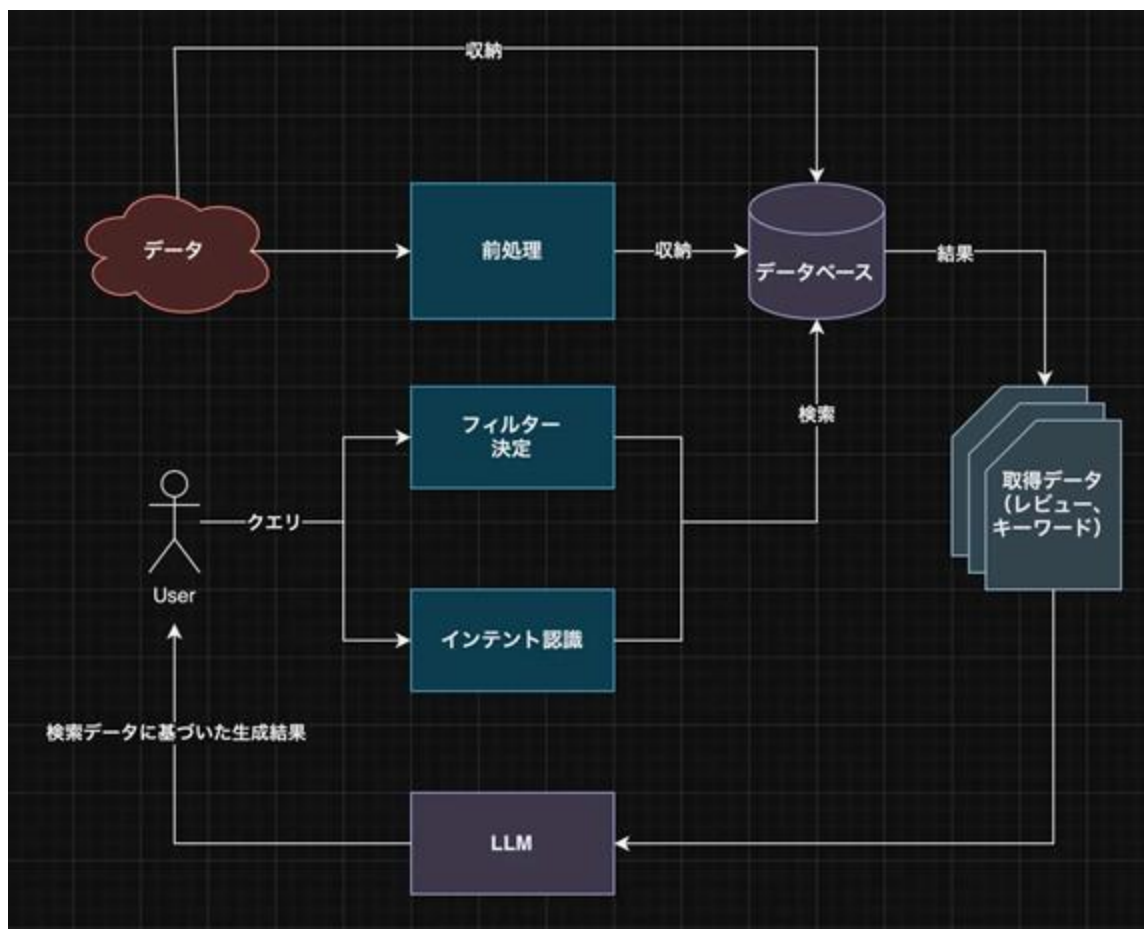 収納
データ
前処理
収納
データベース
結果
フィルター
決定
検索
取得データ
（レビュー、
キーワード）
クエリ
User
インテント認識
検索データに基づいた生成結果
LLM